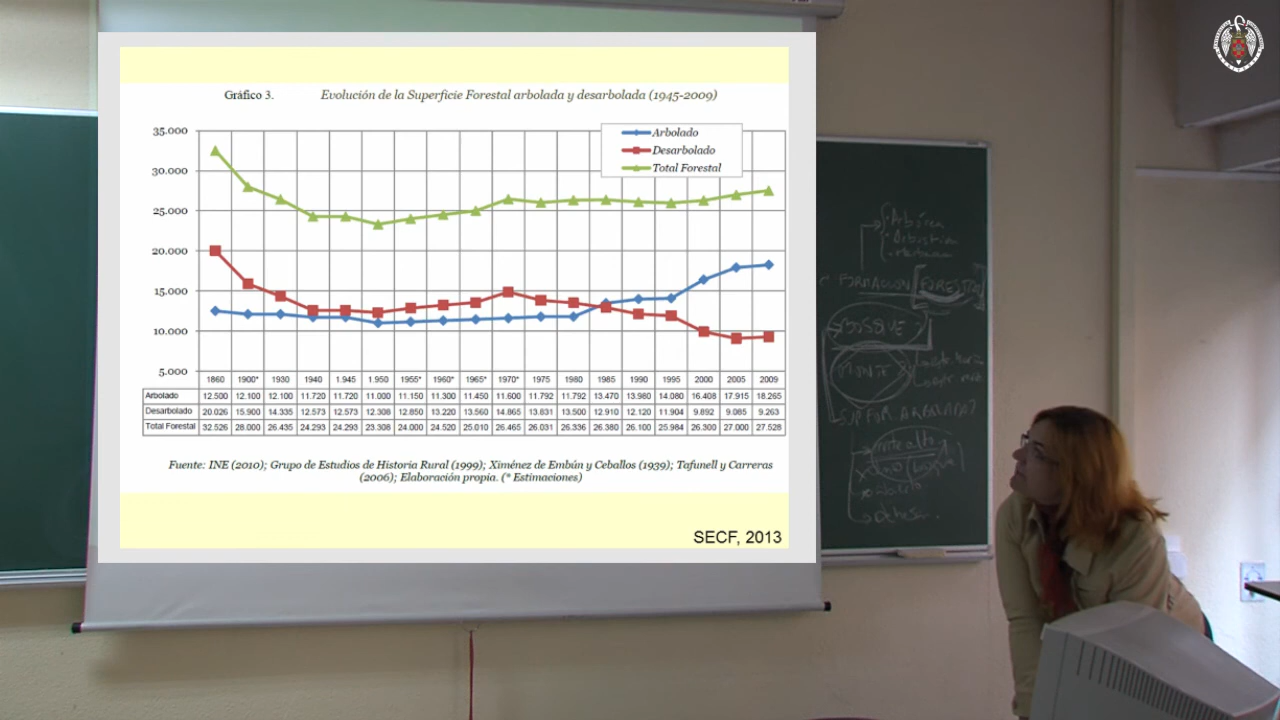 Gráfico 3. Evolución de la Superficie Forestal arbolada y desarbolada (1945-2009)
35.000
30.000
25.000
20.000
15.000
10.000
5.000
Arbolado
Desarbolado
Total Forestal
1860 1900* 1930 1940 1.945 1.950 1955* 1960* 1965* 1970* 1975 1980 1985 1990 1995 2000 2005 2009
Arbolado 12.500 12.100 12.100 11.720 11.720 11.000 11.150 11.300 11.450 11.600 11.792 11.792 13.470 13.980 14.080 16.408 17.915 18.265
Desarbolado 20.026 15.900 14.335 12.573 12.573 12.308 12.850 13.220 13.560 14.865 13.831 13.500 12.910 12.120 11.904 9.892 9.085 9.263
Total Forestal 32.526 28.000 26.435 24.293 24.293 23.308 24.000 24.520 25.010 26.465 26.031 26.336 26.380 26.100 25.984 26.300 27.000 27.528
Fuente: INE (2010); Grupo de Estudios de Historia Rural (1999); Ximénez de Embún y Ceballos (1939); Tafunell y Carreras
(2006); Elaboración propia. (* Estimaciones)
SECF, 2013
Arbórea
FORMACION FORESTAL
BOSQUE
MONTE
ARBOLADA?
monte alto